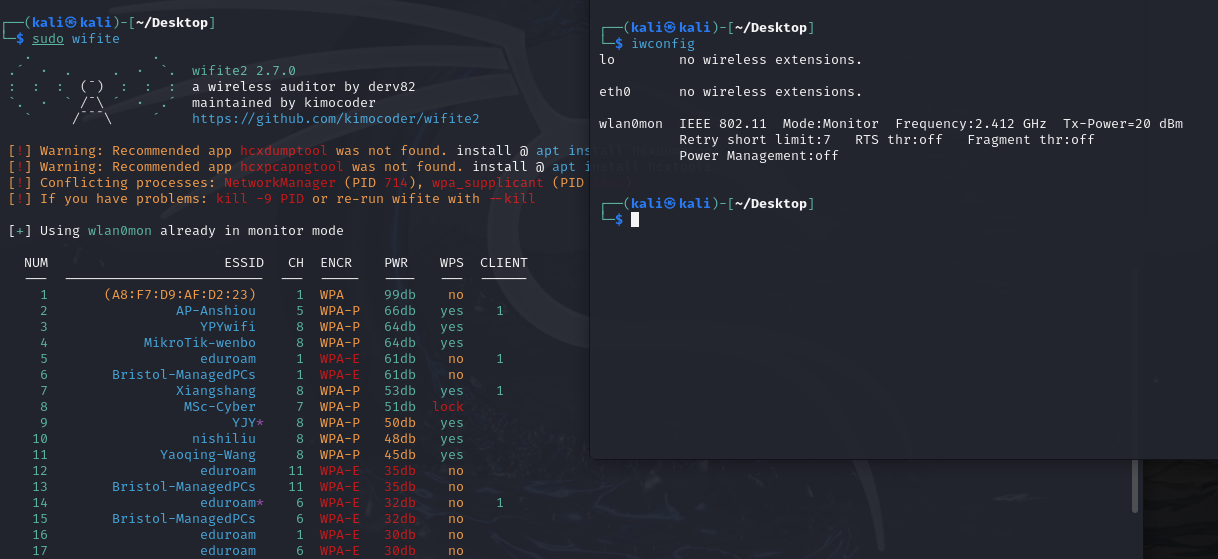 ┌──(kali㉿kali)-[~/Desktop]
└─$ sudo wifite
wifite2 2.7.0
a wireless auditor by derv82
maintained by kimocoder
https://github.com/kimocoder/wifite2
[!] Warning: Recommended app hcxdumptool was not found. install @ apt
[!] Warning: Recommended app hcxpcapngtool was not found. install @ apt
[!] Conflicting processes: NetworkManager (PID 714), wpa_supplicant (PID
[!] If you have problems: kill -9 PID or re-run wifite with --kill
[+] Using wlan0mon already in monitor mode
NUM ESSID CH ENCR PWR WPS CLIENT
1 (A8:F7:D9:AF:D2:23) 1 WPA 99db no
2 AP-Anshiou 5 WPA-P 66db yes 1
3 YPYwifi 8 WPA-P 64db yes
4 MikroTik-wenbo 8 WPA-P 64db yes
5 eduroam 1 WPA-E 61db no 1
6 Bristol-ManagedPCs 1 WPA-E 61db no
7 Xiangshang 8 WPA-P 53db yes 1
8 MSc-Cyber 7 WPA-P 51db lock
9 YJY* 8 WPA-P 50db yes
10 nishiliu 8 WPA-P 48db yes
11 Yaoqing-Wang 8 WPA-P 45db yes
12 eduroam 11 WPA-E 35db no
13 Bristol-ManagedPCs 11 WPA-E 35db no
14 eduroam* 6 WPA-E 32db no 1
15 Bristol-ManagedPCs 6 WPA-E 32db no
16 eduroam 1 WPA-E 30db no
17 eduroam 6 WPA-E 30db no
┌──(kali㉿kali)-[~/Desktop]
└─$ iwconfig
lo no wireless extensions.
eth0 no wireless extensions.
wlan0mon IEEE 802.11 Mode:Monitor Frequency:2.412 GHz Tx-Power=20 dBm
Retry short limit:7 RTS thr:off Fragment thr:off
Power Management:off
┌──(kali㉿kali)-[~/Desktop]
└─$